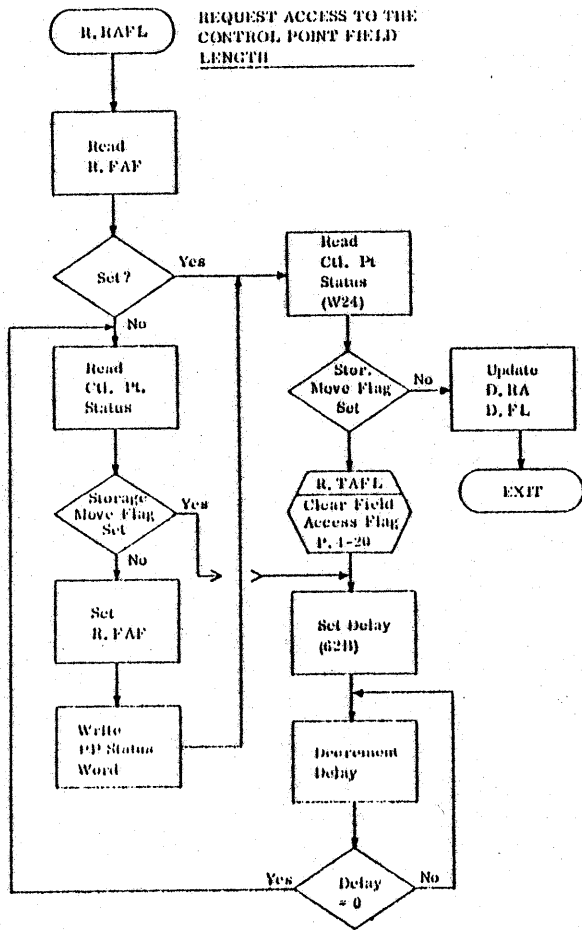 R.RAFL
REQUEST ACCESS TO THE
CONTROL POINT FIELD
LENGTH
Read
R.FAF
Set?
Yes
No
Read
Ctl. Pt.
Status
Storage
Move Flag
Set
Yes
No
Set
R.FAF
Write
PP Status
Word
Read
Ctl. Pt
Status
(W24)
Stor.
Move Flag
Set
No
Update
D.RA
D.FL
EXIT
R.TAFL
Clear Field
Access Flag
P.4-20
Set Delay
(62B)
Decrement
Delay
Delay
= 0
Yes
No